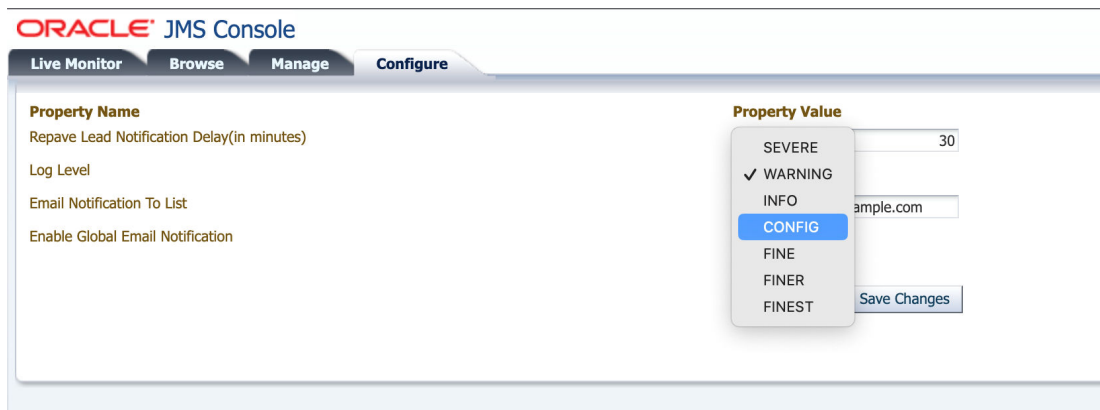 ORACLE® JMS Console
Live Monitor Browse Manage Configure
Property Name Property Value
Repave Lead Notification Delay(in minutes) 30
Log Level
Email Notification To List ample.com
Enable Global Email Notification
SEVERE
WARNING
INFO
CONFIG
FINE
FINER
FINEST
Save Changes